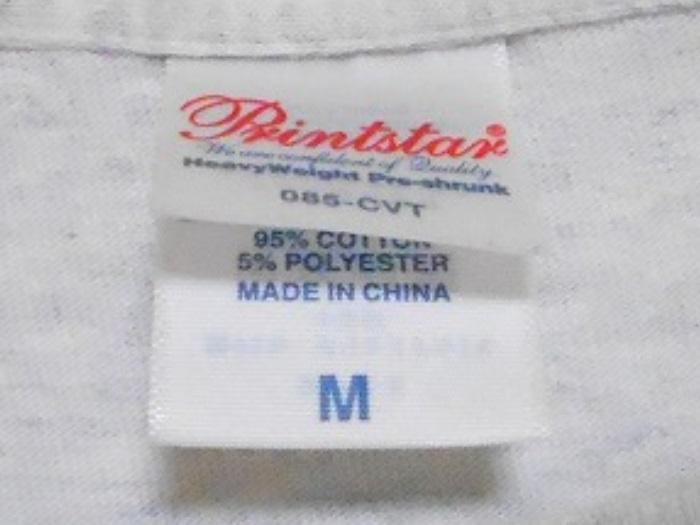 Printstar®
We are confident of Quality
HeavyWeight Pre-shrunk
085-CVT
95% COTTON
5% POLYESTER
MADE IN CHINA
M